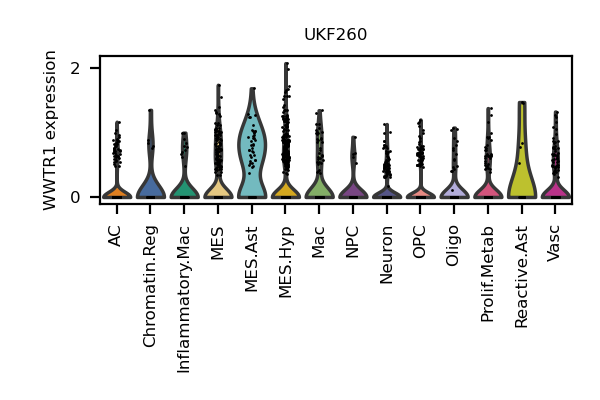 UKF260
WWTR1 expression
2
0
AC
Chromatin.Reg
Inflammatory.Mac
MES
MES.Ast
MES.Hyp
Mac
NPC
Neuron
OPC
Oligo
Prolif.Metab
Reactive.Ast
Vasc